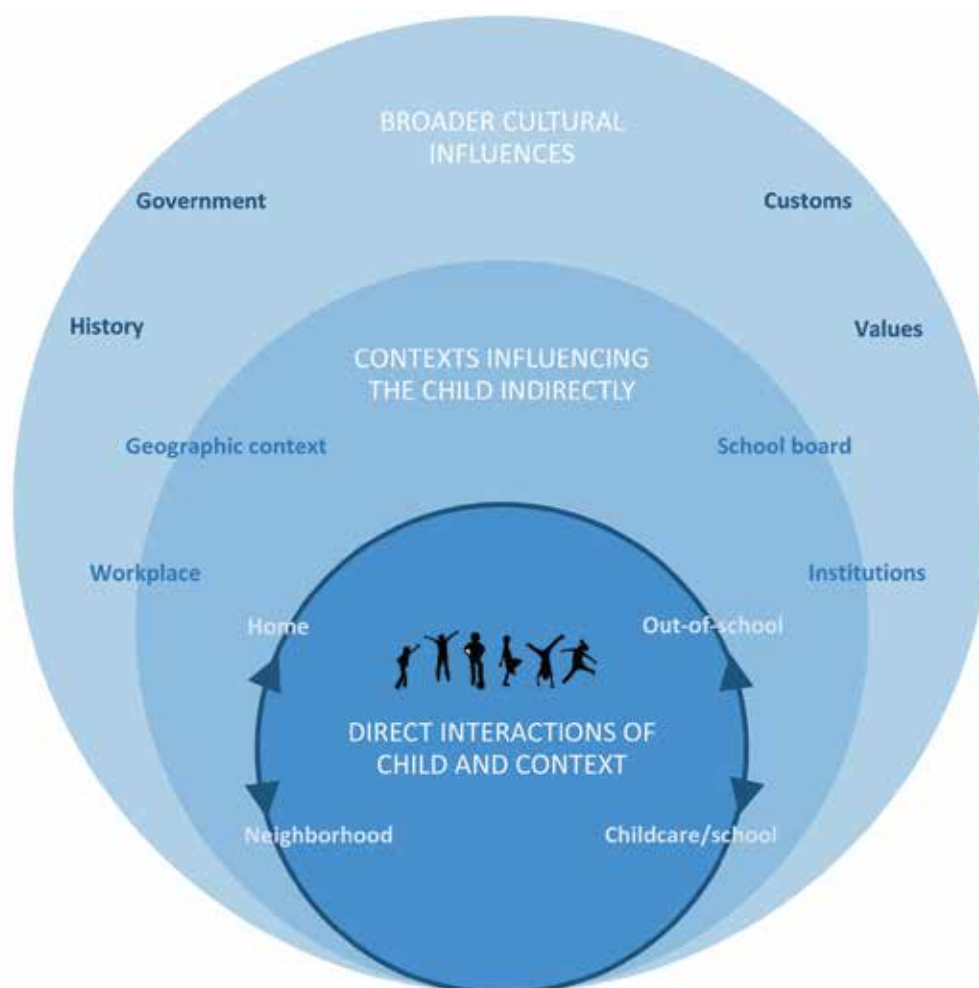 BROADER CULTURAL
INFLUENCES
Government
Customs
History
Values
CONTEXTS INFLUENCING
THE CHILD INDIRECTLY
Geographic context
School board
Workplace
Institutions
Home
Out-of-school
DIRECT INTERACTIONS OF
CHILD AND CONTEXT
Neighborhood
Childcare/school